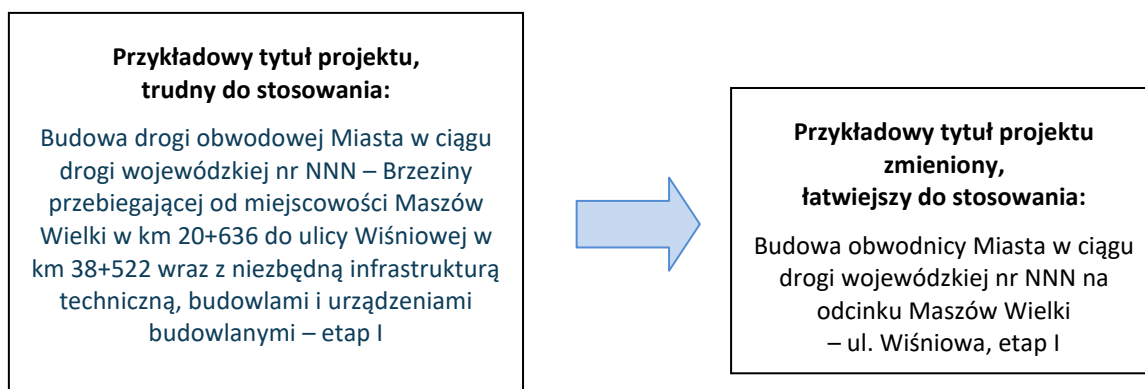 Przykładowy tytuł projektu,
trudny do stosowania:
Budowa drogi obwodowej Miasta w ciągu
drogi wojewódzkiej nr NNN – Brzeziny
przebiegającej od miejscowości Maszów
Wielki w km 20+636 do ulicy Wiśniowej w
km 38+522 wraz z niezbędną infrastrukturą
techniczną, budowlami i urządzeniami
budowlanymi – etap I
Przykładowy tytuł projektu
zmieniony,
łatwiejszy do stosowania:
Budowa obwodnicy Miasta w ciągu
drogi wojewódzkiej nr NNN na
odcinku Maszów Wielki
– ul. Wiśniowa, etap I